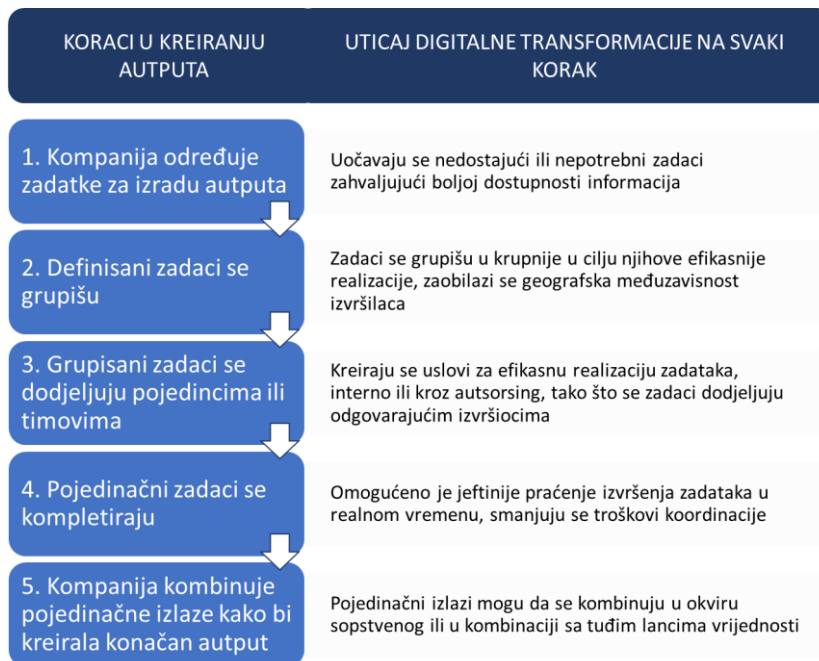 KORACI U KREIRANJU
AUTPUTA
UTICAJ DIGITALNE TRANSFORMACIJE NA SVAKI
KORAK
1. Kompanija određuje
zadatke za izradu autputa
Uočavaju se nedostajući ili nepotrebni zadaci
zahvaljujući boljoj dostupnosti informacija
2. Definisani zadaci se
grupišu
Zadaci se grupišu u krupnije u cilju njihove efikasnije
realizacije, zaobilazi se geografska međuzavisnost
izvršilaca
3. Grupisani zadaci se
dodjeljuju pojedincima ili
timovima
Kreiraju se uslovi za efikasnu realizaciju zadataka,
interno ili kroz autsorsing, tako što se zadaci dodjeljuju
odgovarajućim izvršiocima
4. Pojedinačni zadaci se
kompletiraju
Omogućeno je jeftinije praćenje izvršenja zadataka u
realnom vremenu, smanjuju se troškovi koordinacije
5. Kompanija kombinuje
pojedinačne izlaze kako bi
kreirala konačan autput
Pojedinačni izlazi mogu da se kombinuju u okviru
sopstvenog ili u kombinaciji sa tuđim lancima vrijednosti